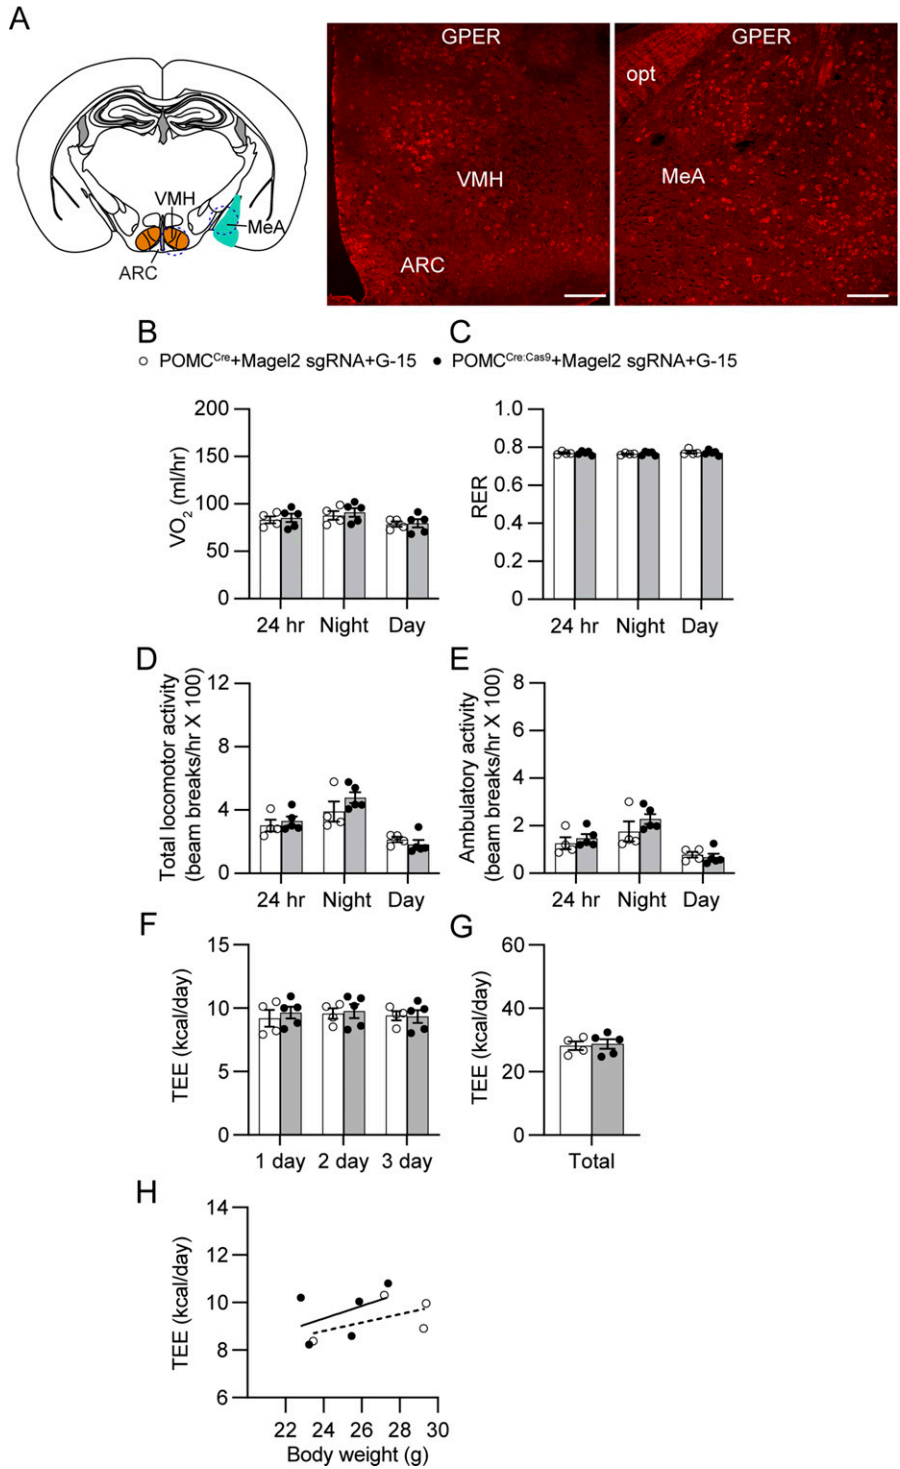 A
VMH
MeA
ARC
GPER
VMH
ARC
GPER
opt
MeA
B
C
POMCCre+Magel2 sgRNA+G-15
POMCCre:Cas9+Magel2 sgRNA+G-15
VO2 (ml/hr)
200
150
100
50
0
24 hr Night Day
RER
1.0
0.8
0.6
0.4
0.2
0
24 hr Night Day
D
Total locomotor activity
(beam breaks/hr X 100)
12
8
4
0
24 hr Night Day
E
Ambulatory activity
(beam breaks/hr X 100)
8
6
4
2
0
24 hr Night Day
F
TEE (kcal/day)
15
10
5
0
1 day 2 day 3 day
G
TEE (kcal/day)
60
40
20
0
Total
H
TEE (kcal/day)
14
12
10
8
6
22 24 26 28 30
Body weight (g)